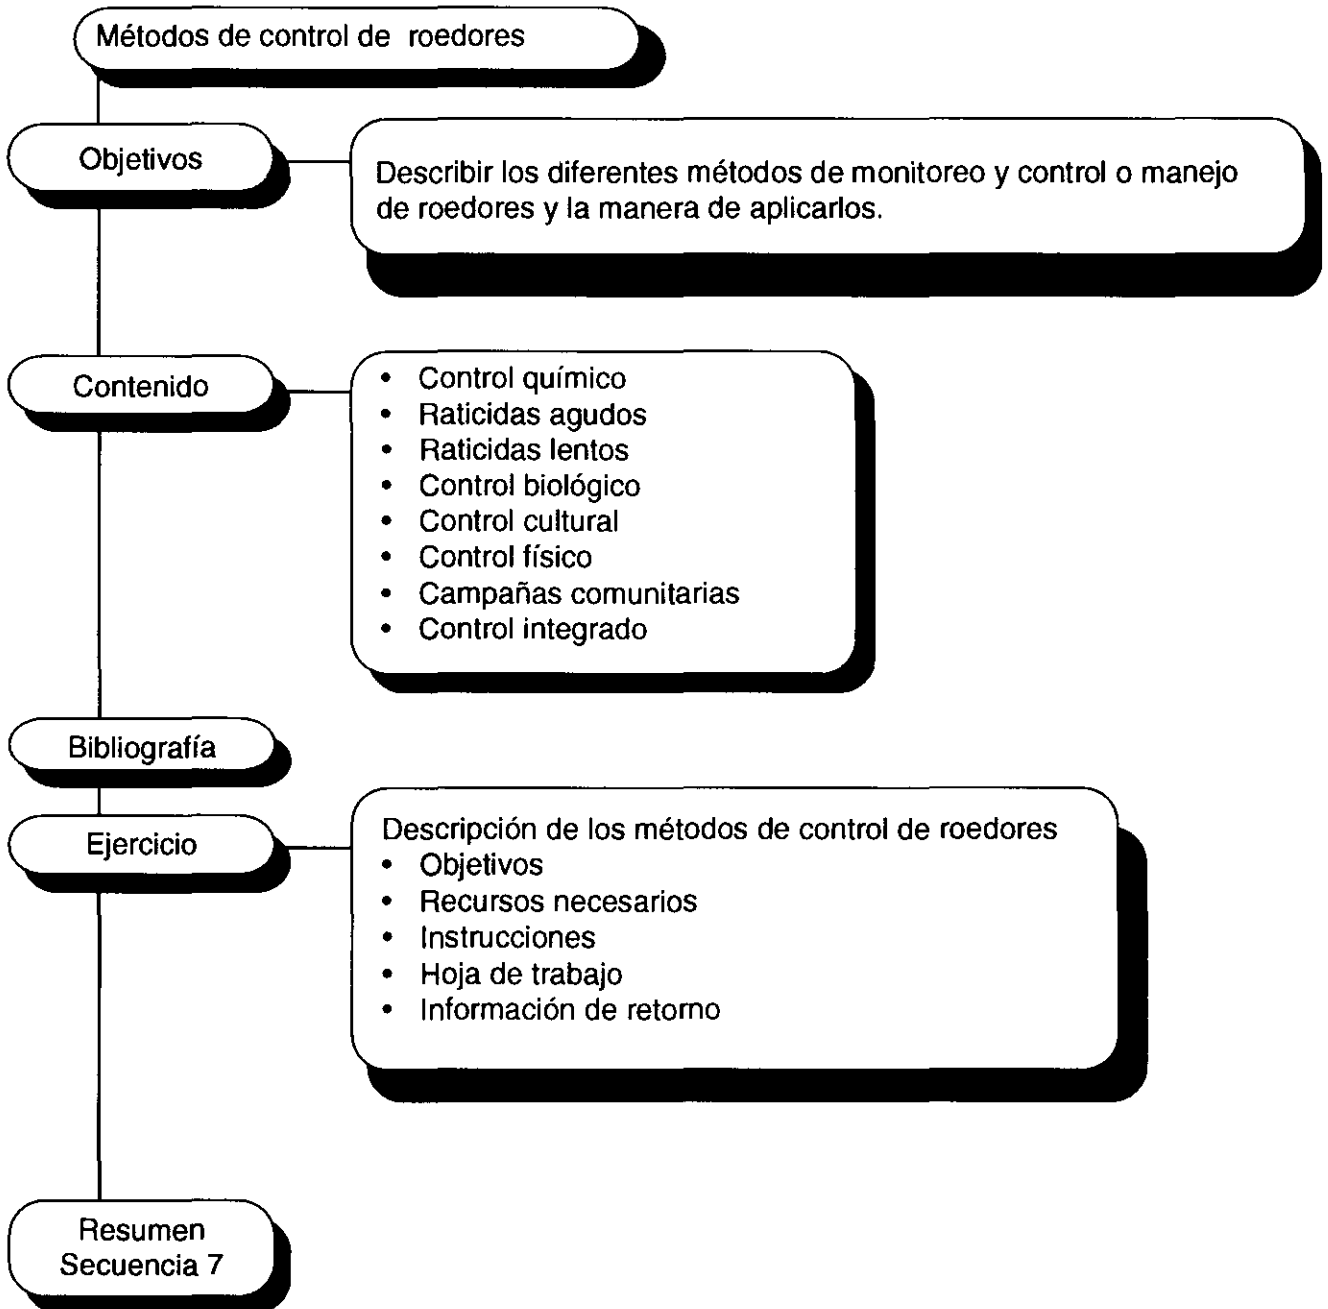 Métodos de control de roedores
Objetivos
Describir los diferentes métodos de monitoreo y control o manejo
de roedores y la manera de aplicarlos.
Contenido
• Control químico
• Raticidas agudos
• Raticidas lentos
• Control biológico
• Control cultural
• Control físico
• Campañas comunitarias
• Control integrado
Bibliografía
Ejercicio
Descripción de los métodos de control de roedores
• Objetivos
• Recursos necesarios
• Instrucciones
• Hoja de trabajo
• Información de retorno
Resumen
Secuencia 7